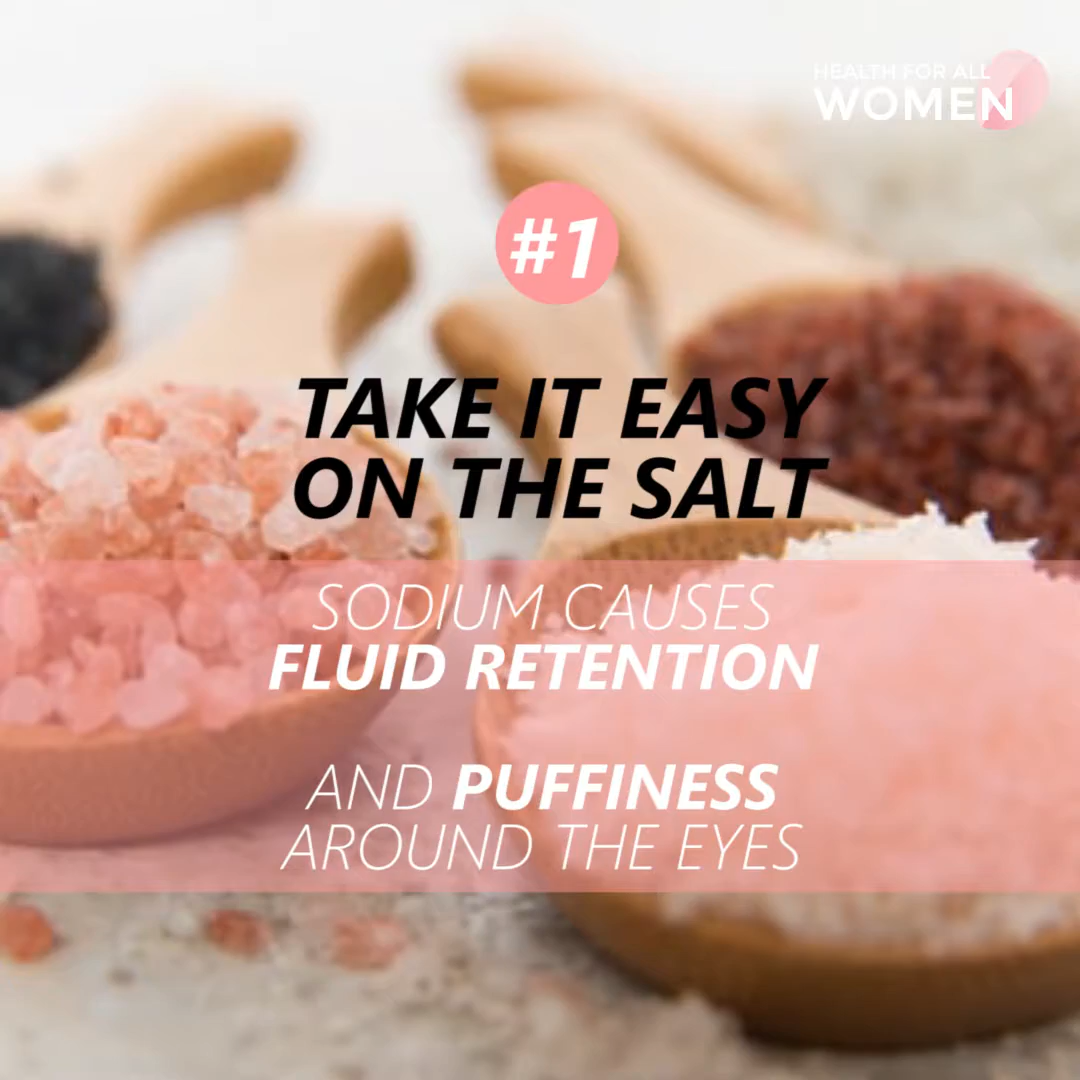 HEALTH FOR ALL
WOMEN
#1
TAKE IT EASY
ON THE SALT
SODIUM CAUSES
FLUID RETENTION
AND PUFFINESS
AROUND THE EYES